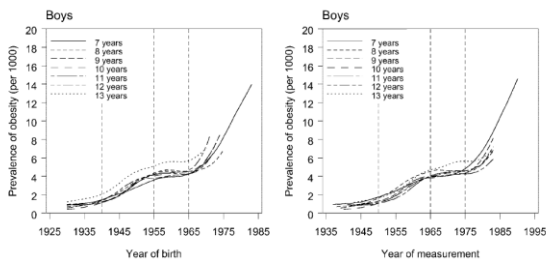 Boys
Prevalence of obesity (per 1000)
20
18
16
14
12
10
8
6
4
2
0
7 years
8 years
9 years
10 years
11 years
12 years
13 years
1925 1935 1945 1955 1965 1975 1985
Year of birth
Boys
Prevalence of obesity (per 1000)
20
18
16
14
12
10
8
6
4
2
0
7 years
8 years
9 years
10 years
11 years
12 years
13 years
1935 1945 1955 1965 1975 1985 1995
Year of measurement